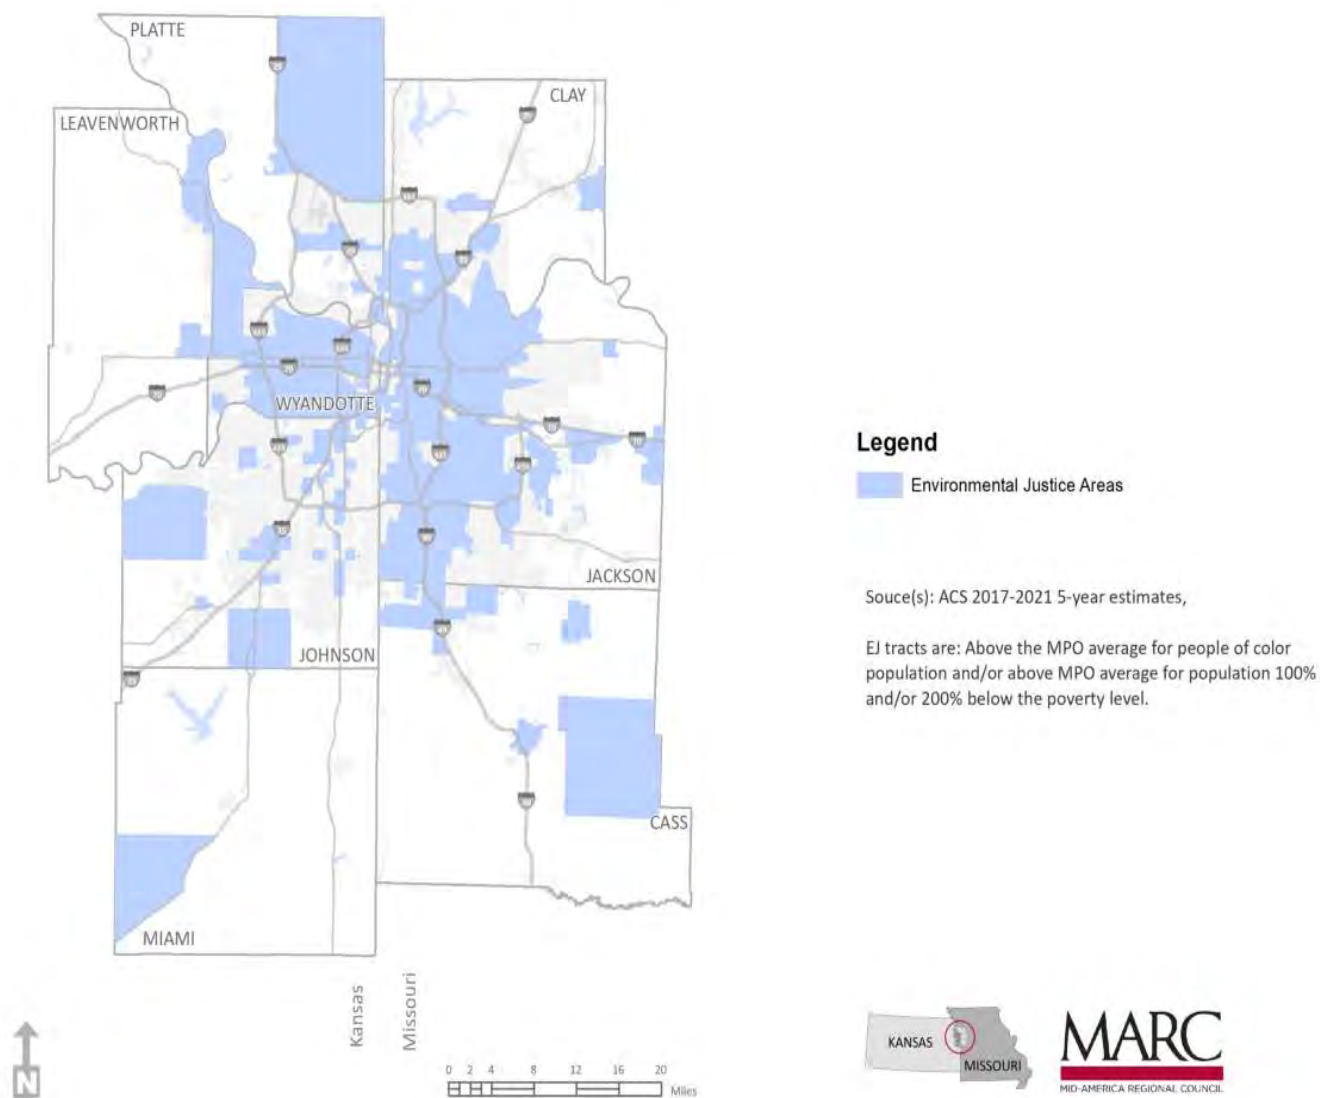 PLATTE
CLAY
LEAVENWORTH
WYANDOTTE
JACKSON
JOHNSON
CASS
MIAMI
Kansas
Missouri
N
0 2 4 8 12 16 20
Miles
Legend
Environmental Justice Areas
Souce(s): ACS 2017-2021 5-year estimates,
EJ tracts are: Above the MPO average for people of color
population and/or above MPO average for population 100%
and/or 200% below the poverty level.
KANSAS
MISSOURI
MARC
MID-AMERICA REGIONAL COUNCIL